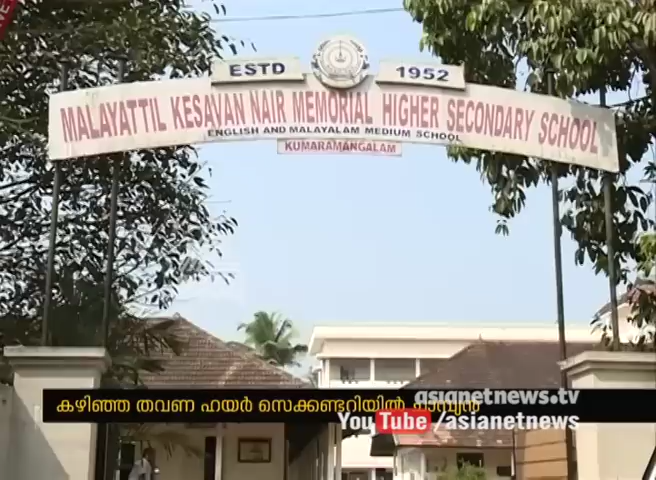 ESTD 1952
MALAYATTIL KESAVAN NAIR MEMORIAL HIGHER SECONDARY SCHOOL
ENGLISH AND MALAYALAM MEDIUM SCHOOL
KUMARAMANGALAM
asianetnews.tv
കഴിഞ്ഞ തവണ ഹയർ സെക്കണ്ടറിയിൽ
YouTube /asianetnews